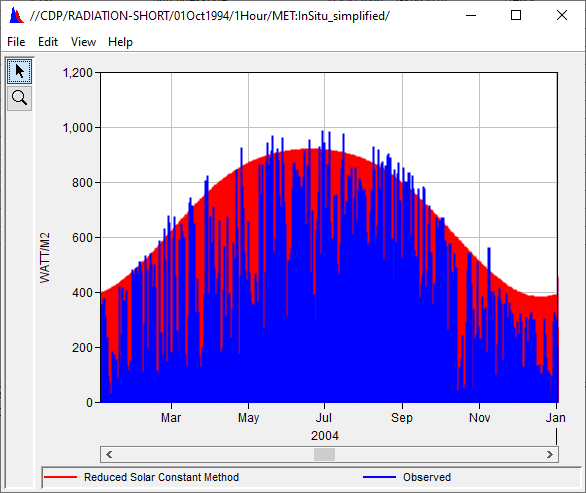 //CDP/RADIATION-SHORT/01Oct1994/1Hour/MET:InSitu_simplified/
File Edit View Help
1,200
1,000
800
600
400
200
0
WATT/M2
Mar May Jul Sep Nov Jan
2004
Reduced Solar Constant Method Observed